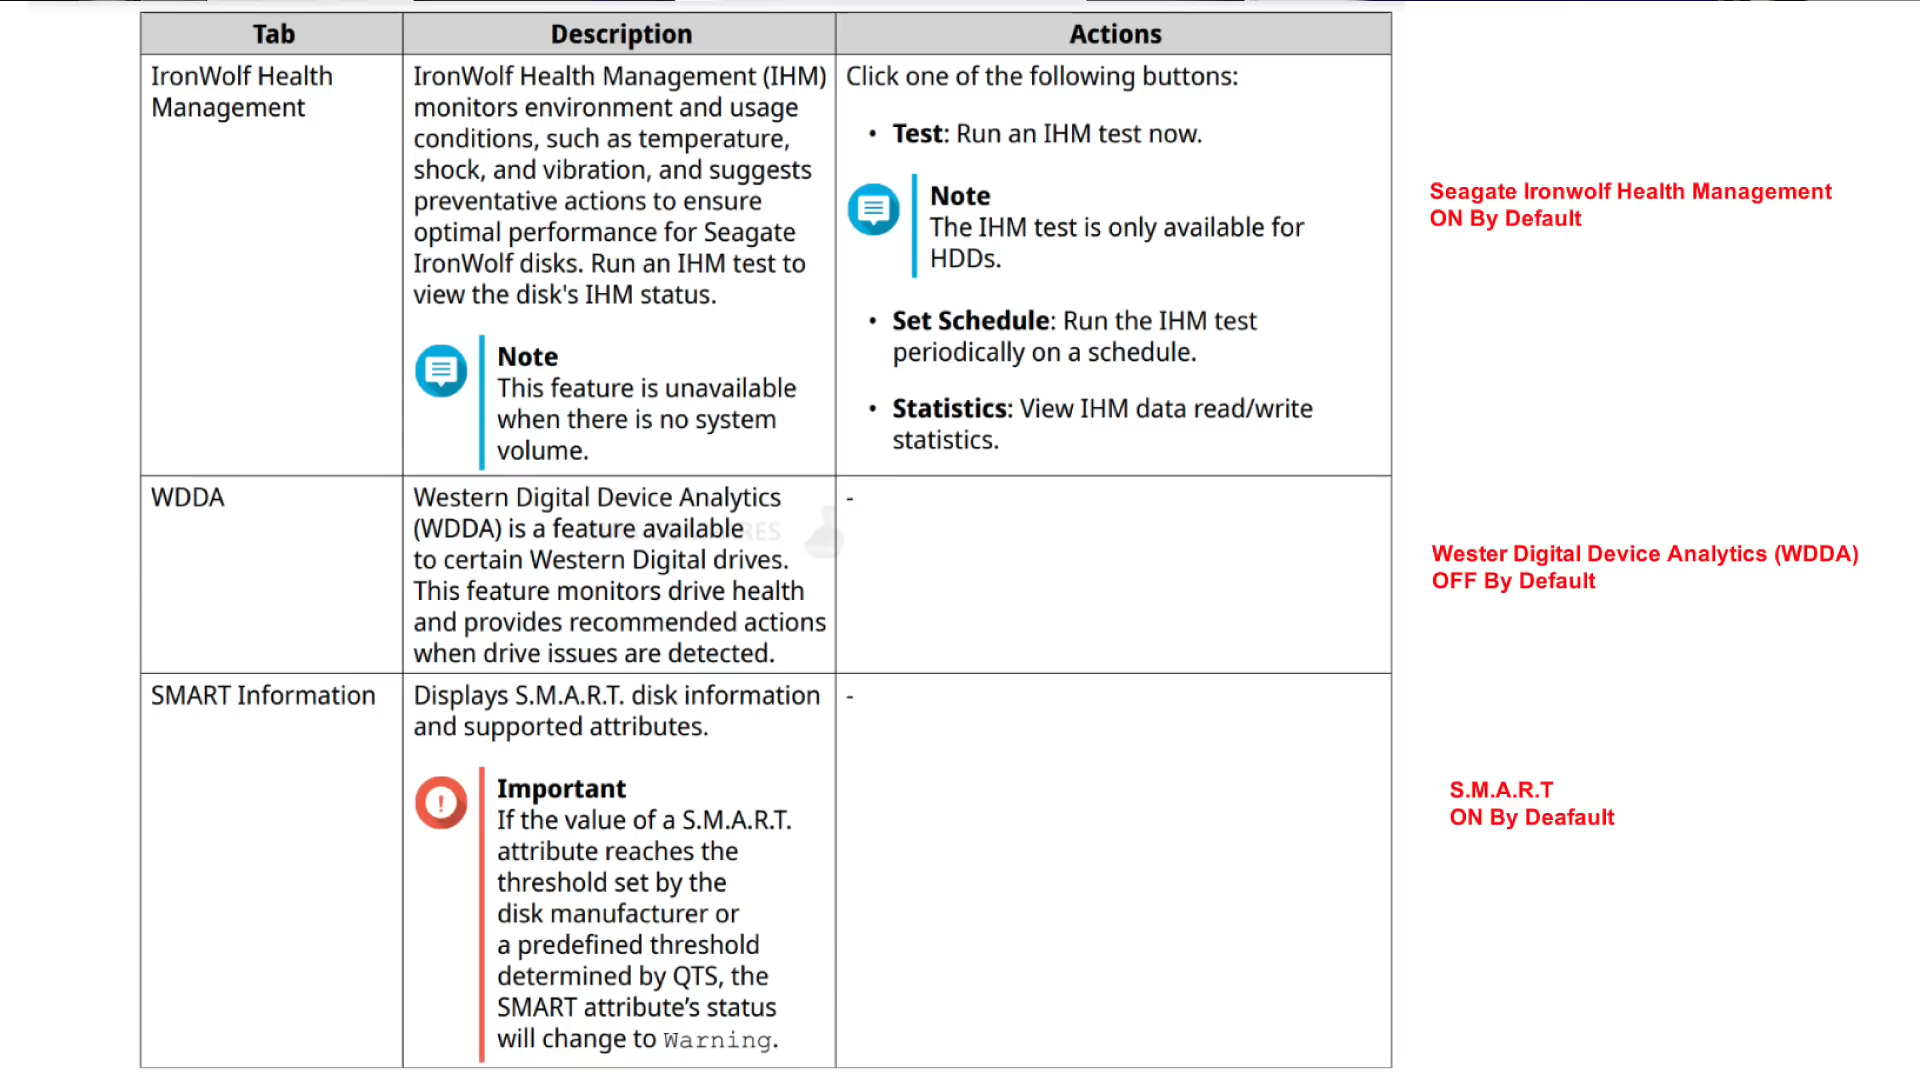 Tab
Description
Actions
IronWolf Health
Management
IronWolf Health Management (IHM)
monitors environment and usage
conditions, such as temperature,
shock, and vibration, and suggests
preventative actions to ensure
optimal performance for Seagate
IronWolf disks. Run an IHM test to
view the disk's IHM status.
Note
This feature is unavailable
when there is no system
volume.
Click one of the following buttons:
• Test: Run an IHM test now.
Note
The IHM test is only available for
HDDs.
• Set Schedule: Run the IHM test
periodically on a schedule.
• Statistics: View IHM data read/write
statistics.
Seagate Ironwolf Health Management
ON By Default
WDDA
Western Digital Device Analytics
(WDDA) is a feature available
to certain Western Digital drives.
This feature monitors drive health
and provides recommended actions
when drive issues are detected.
-
Wester Digital Device Analytics (WDDA)
OFF By Default
SMART Information
Displays S.M.A.R.T. disk information
and supported attributes.
Important
If the value of a S.M.A.R.T.
attribute reaches the
threshold set by the
disk manufacturer or
a predefined threshold
determined by QTS, the
SMART attribute’s status
will change to Warning.
-
S.M.A.R.T
ON By Deafault